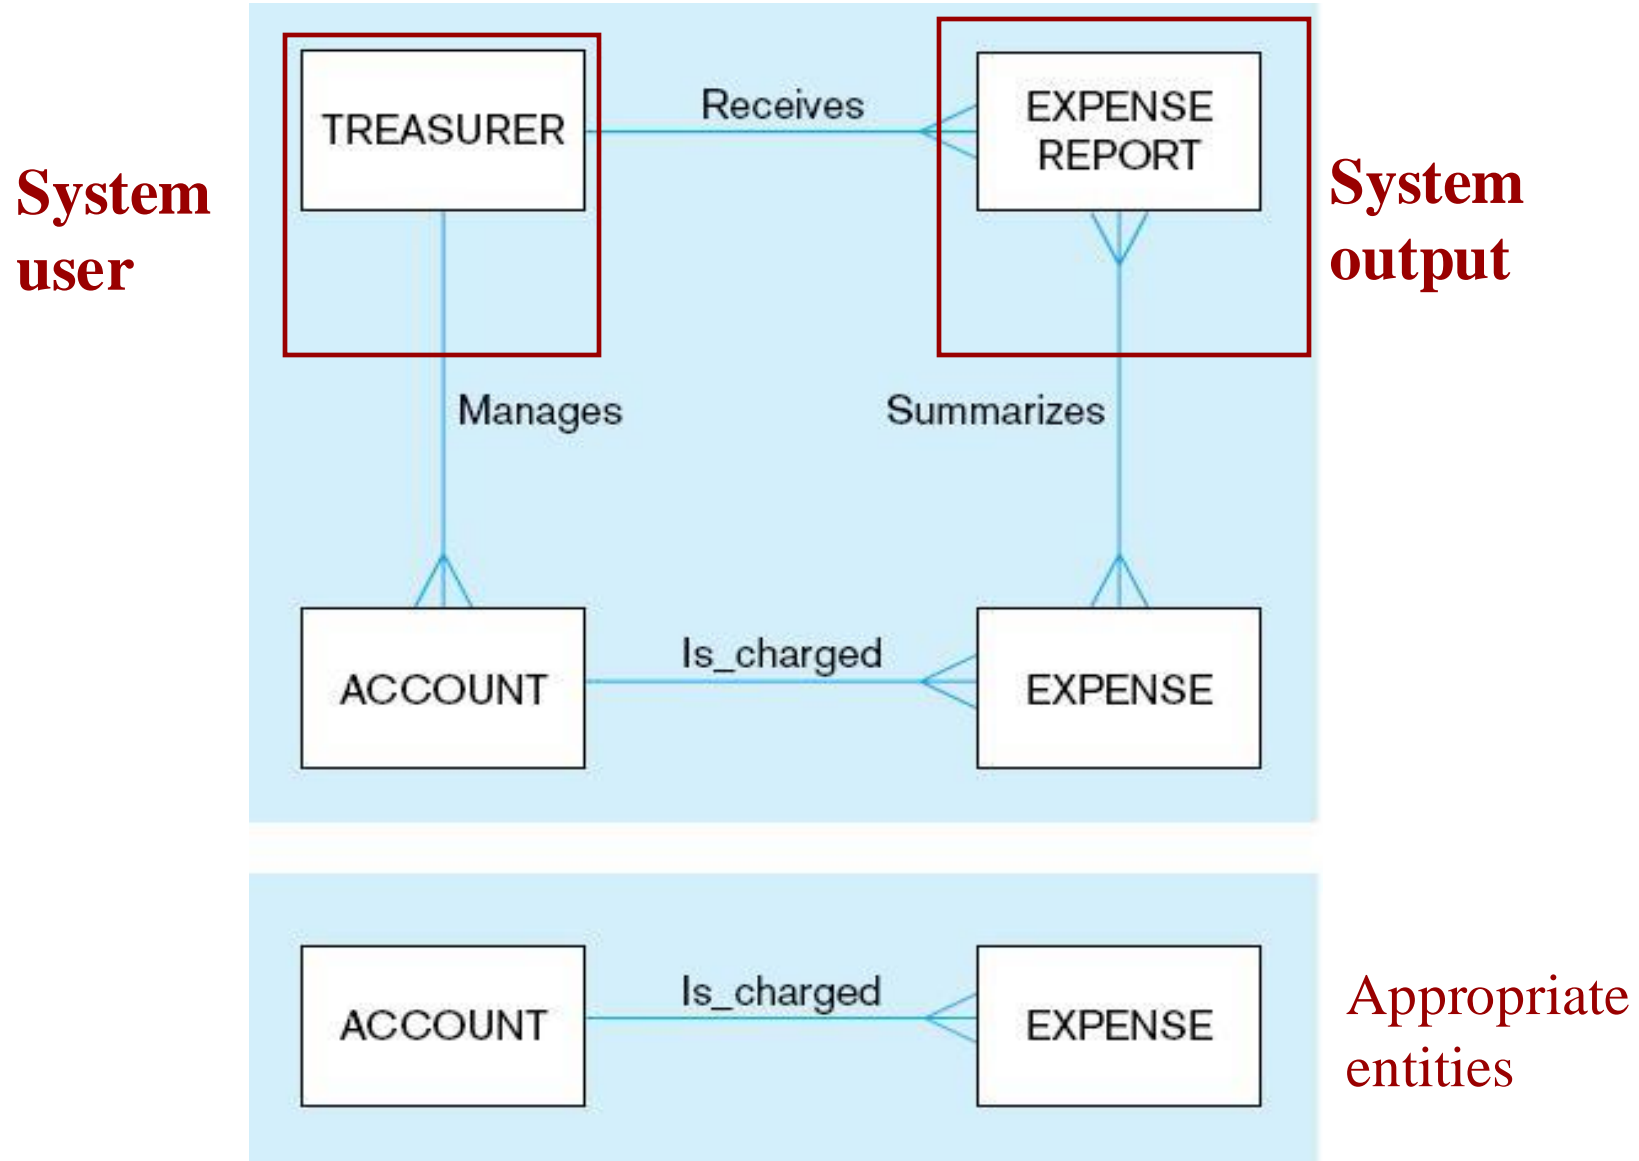 TREASURER
Receives
EXPENSE
REPORT
System
user
System
output
Manages
Summarizes
ACCOUNT
Is_charged
EXPENSE
ACCOUNT
Is_charged
EXPENSE
Appropriate
entities